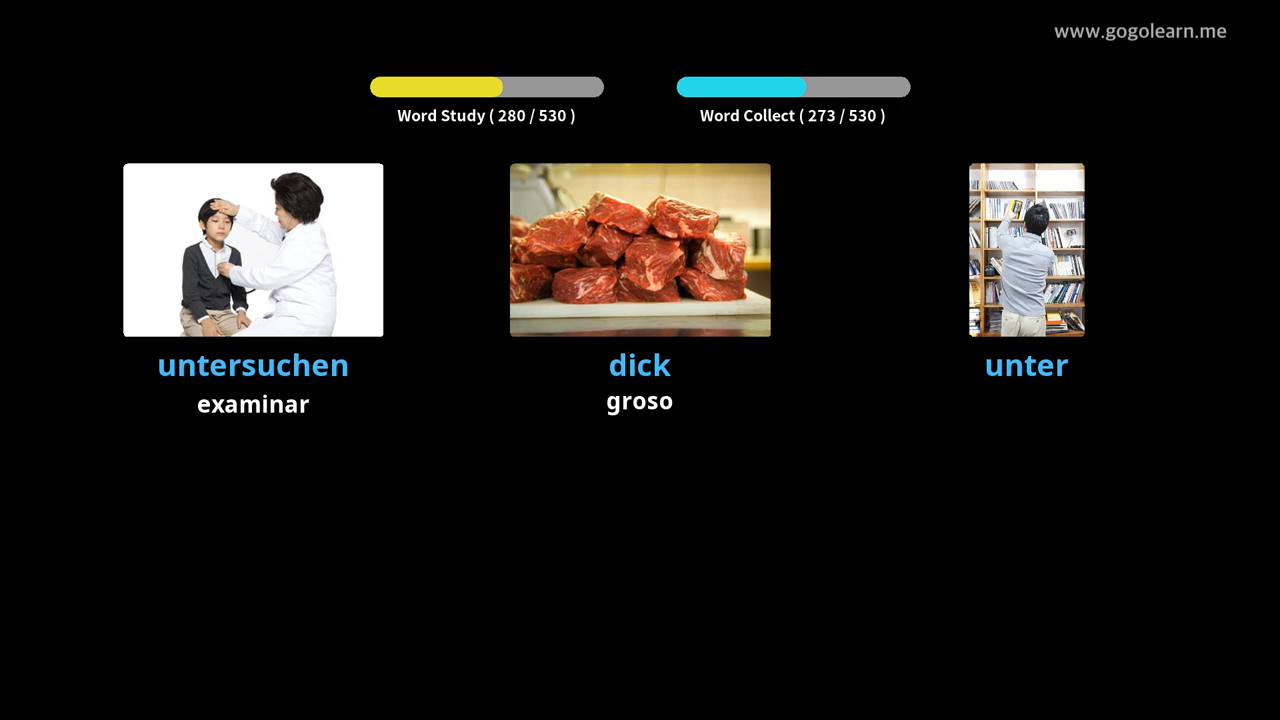 www.gogolearn.me
Word Study ( 280 / 530 )
Word Collect ( 273 / 530 )
untersuchen
dick
unter
examinar
groso